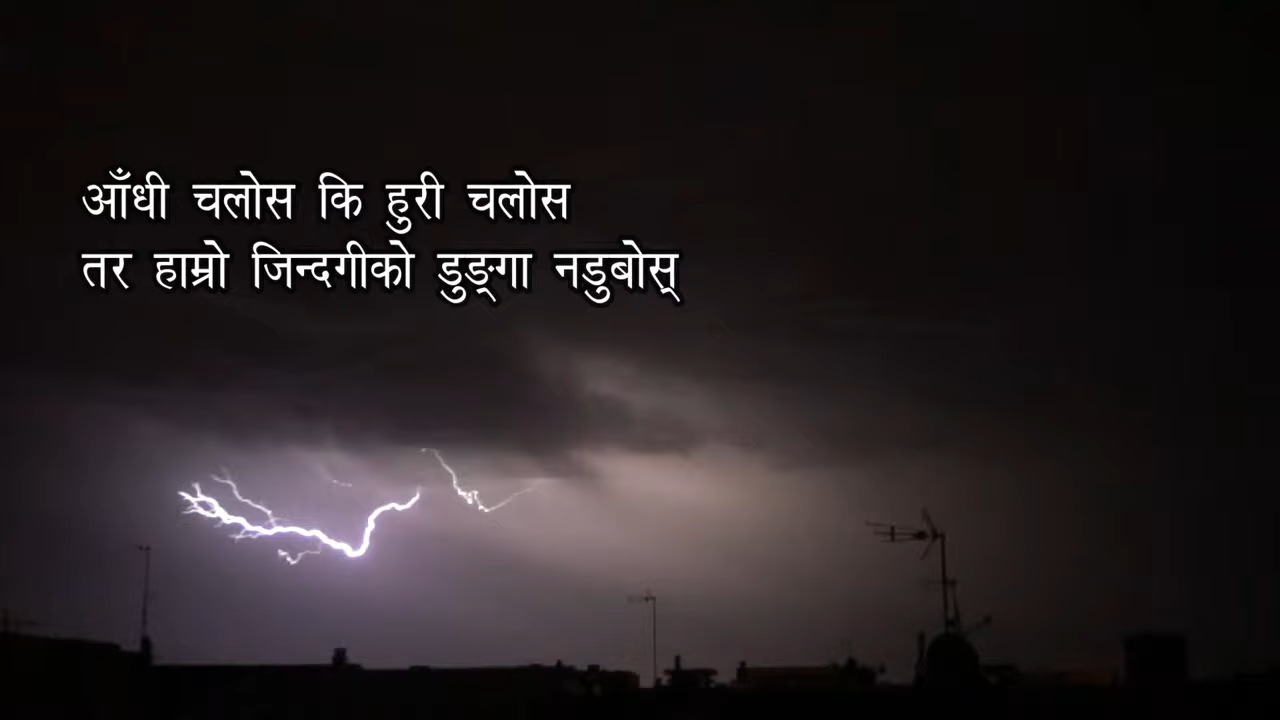 आँधी चलोस कि हुरी चलोस
तर हाम्रो जिन्दगीको डुङ्गा नडुबोस्